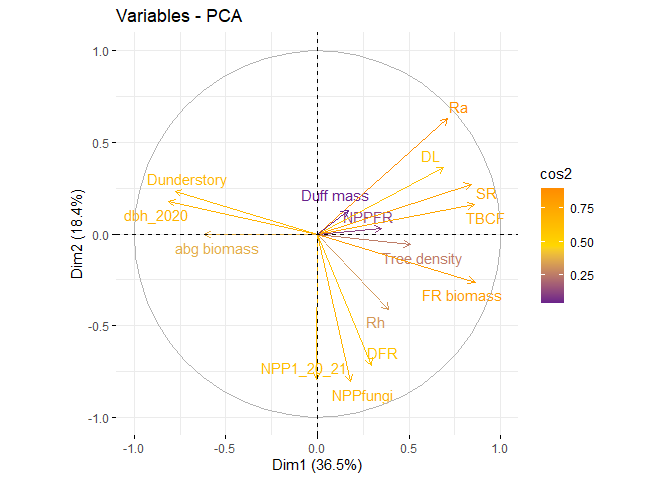 Variables - PCA
1.0
0.5
0.0
-0.5
-1.0
Dim2 (18.4%)
Ra
DL
Dunderstory
Duff mass
SR
dbh_2020
NPPFR
TBCF
abg biomass
Tree density
FR biomass
Rh
DFR
NPP1_20_21
NPPfungi
-1.0
-0.5
0.0
0.5
1.0
Dim1 (36.5%)
cos2
0.75
0.50
0.25